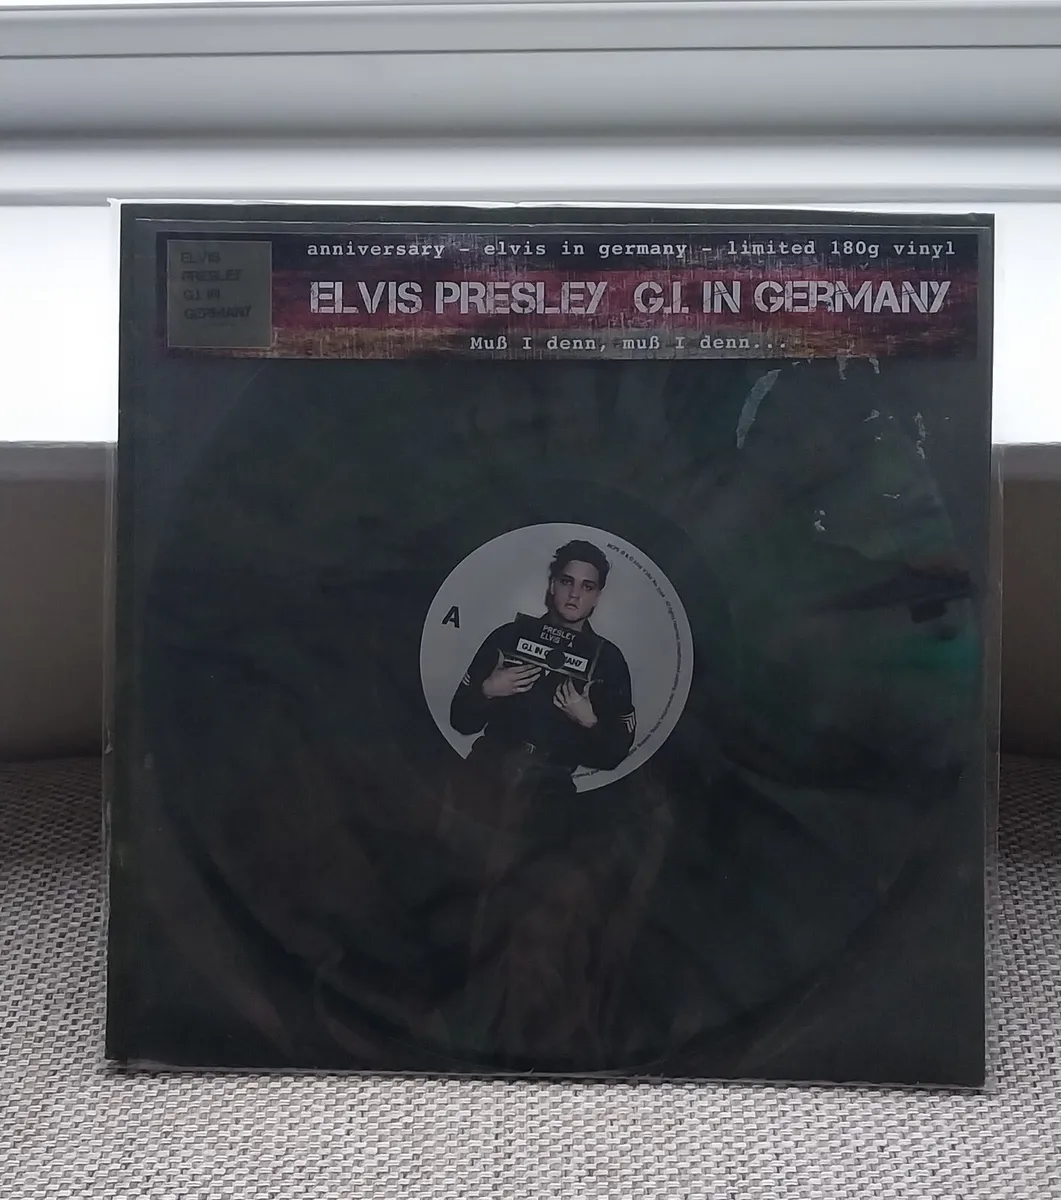 anniversary - elvis in germany - limited 180g vinyl
ELVIS
PRESLEY
G.I. IN
GERMANY
ELVIS PRESLEY G.I. IN GERMANY
Muß I denn, muß I denn...
A
PRESLEY
ELVIS A